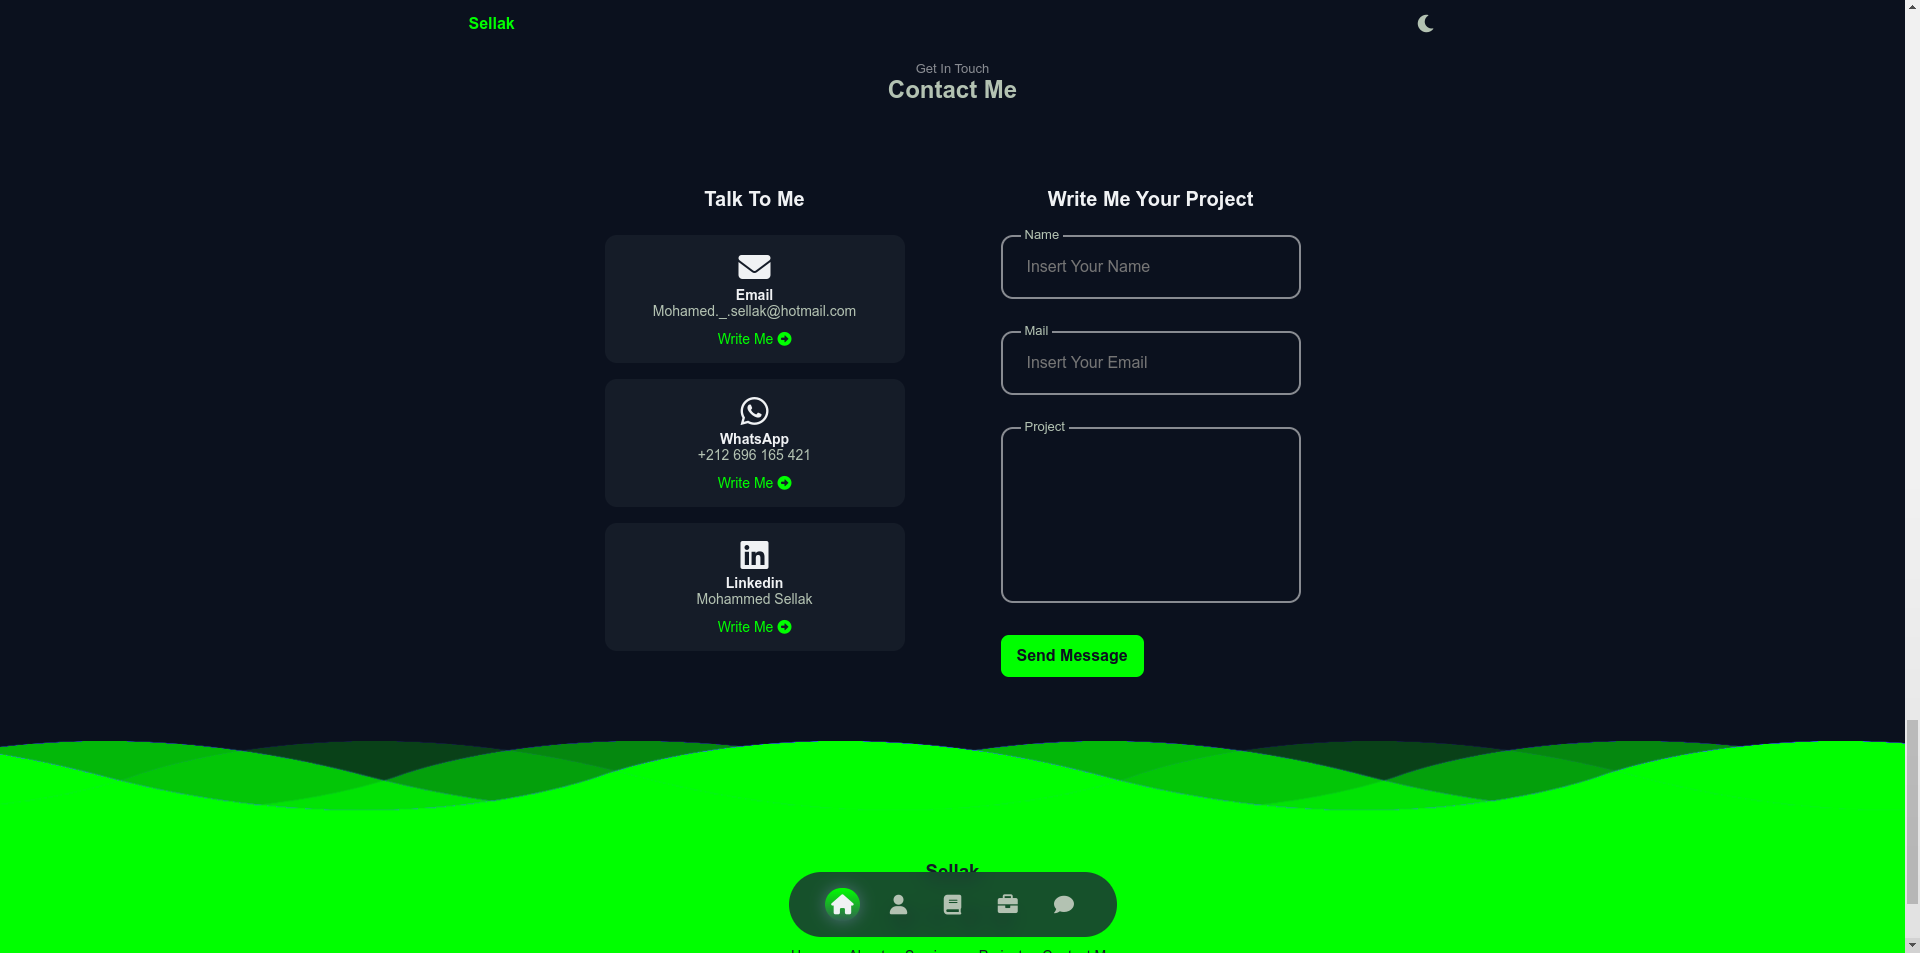 Sellak
Get In Touch
Contact Me
Talk To Me
Email
Mohamed._.sellak@hotmail.com
Write Me
WhatsApp
+212 696 165 421
Write Me
Linkedin
Mohammed Sellak
Write Me
Write Me Your Project
Name
Insert Your Name
Mail
Insert Your Email
Project
Send Message
Sellak